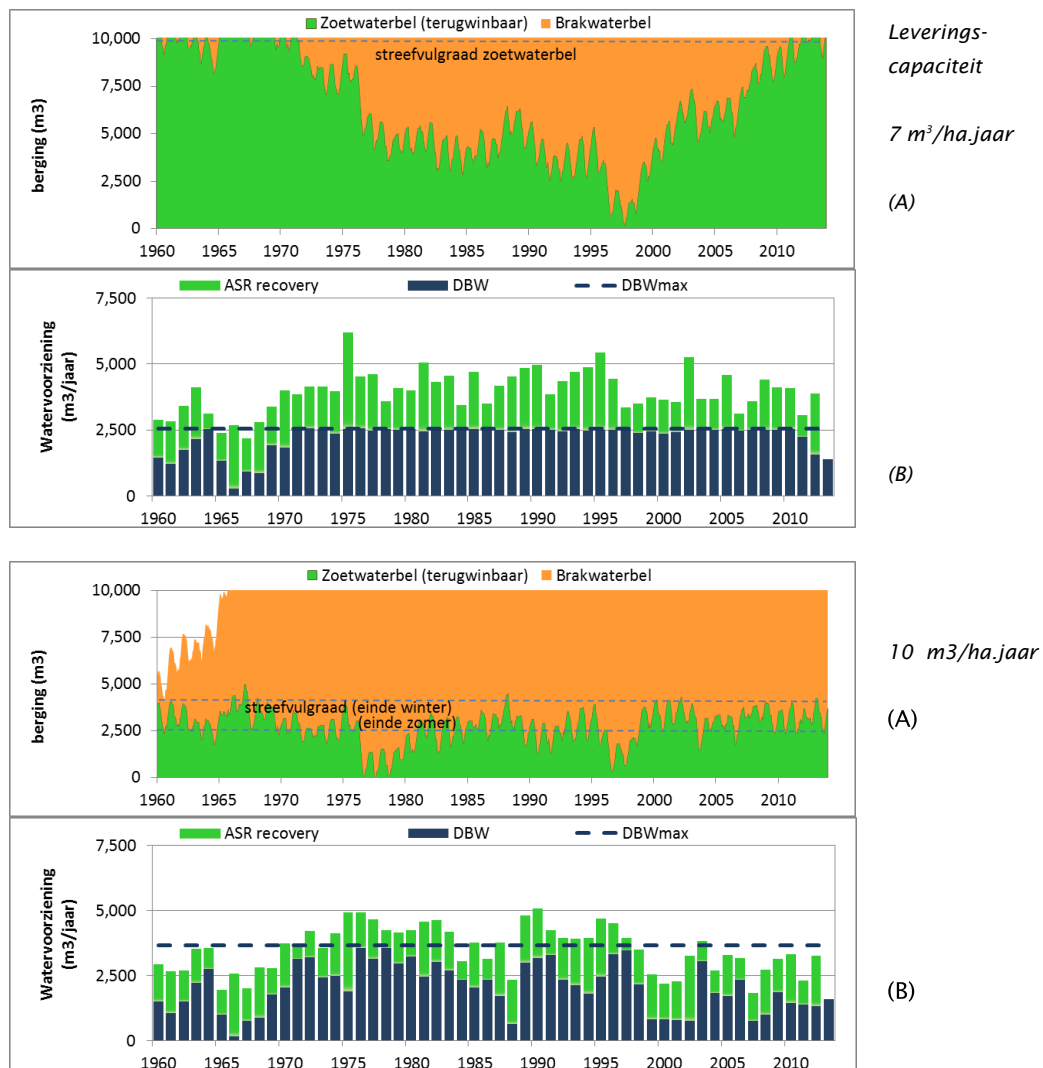 Zoetwaterbel (terugwinbaar) Brakwaterbel
10,000
7,500
5,000
2,500
0
berging (m3)
streefvulgraad zoetwaterbel
1960 1965 1970 1975 1980 1985 1990 1995 2000 2005 2010
Leverings-
capaciteit
7 m³/ha.jaar
(A)
ASR recovery DBW DBWmax
7,500
5,000
2,500
0
Watervoorziening
(m3/jaar)
1960 1965 1970 1975 1980 1985 1990 1995 2000 2005 2010
(B)
Zoetwaterbel (terugwinbaar) Brakwaterbel
10,000
7,500
5,000
2,500
0
berging (m3)
streefvulgraad (einde winter)
(einde zomer)
1960 1965 1970 1975 1980 1985 1990 1995 2000 2005 2010
10 m3/ha.jaar
(A)
ASR recovery DBW DBWmax
7,500
5,000
2,500
0
Watervoorziening
(m3/jaar)
1960 1965 1970 1975 1980 1985 1990 1995 2000 2005 2010
(B)